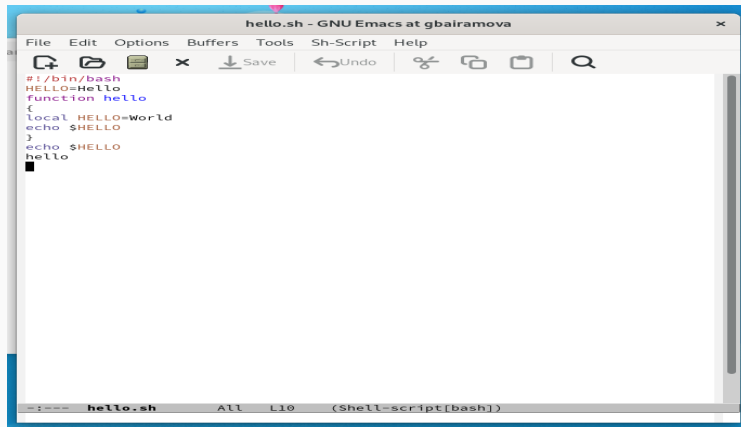 hello.sh - GNU Emacs at gbairamova
File Edit Options Buffers Tools Sh-Script Help
Save Undo
#!/bin/bash
HELLO=Hello
function hello
{
local HELLO=World
echo $HELLO
}
echo $HELLO
hello
-:--- hello.sh All L10 (Shell-script[bash])